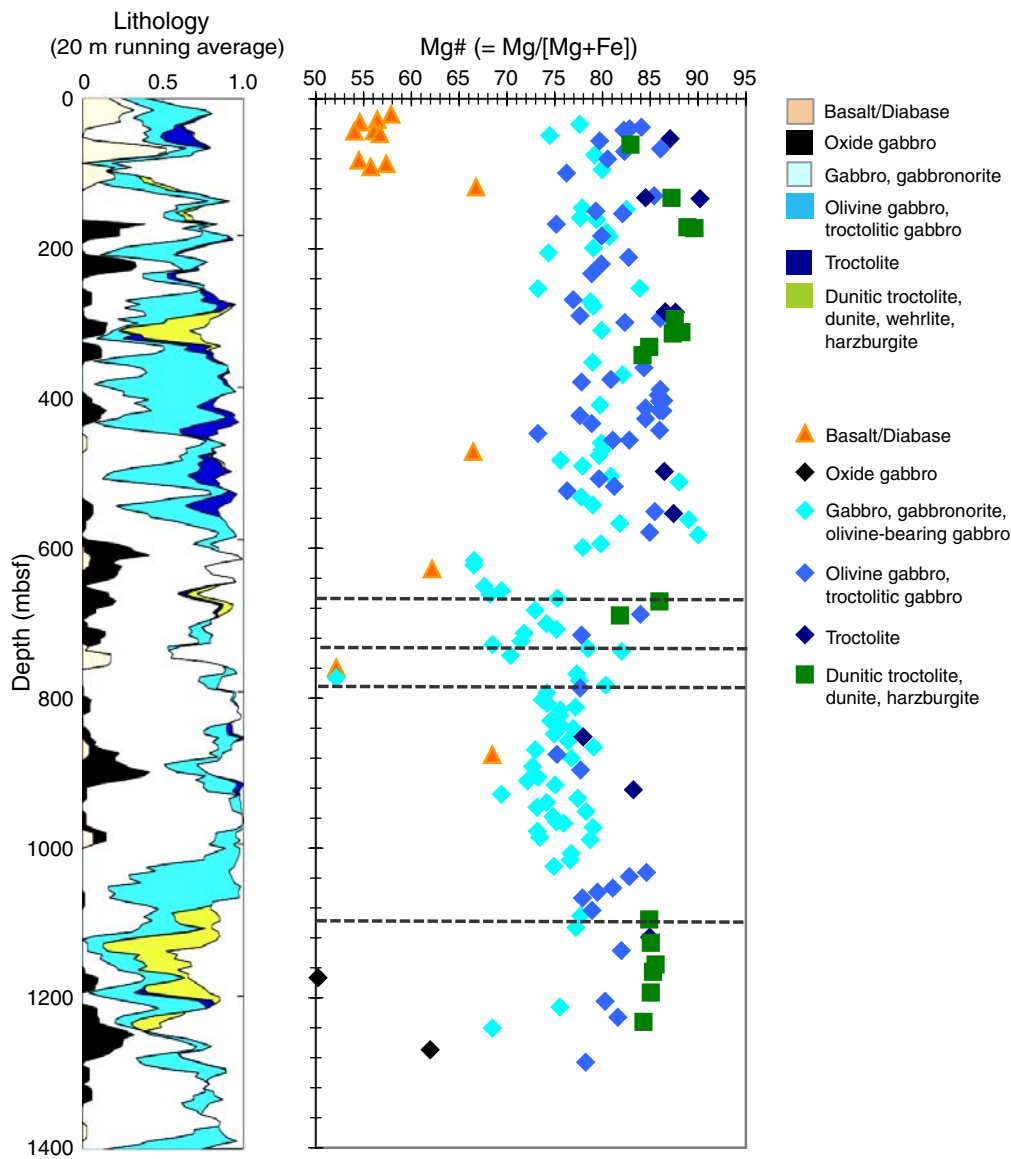 Lithology
(20 m running average)
0 0.5 1.0
Mg# (= Mg/[Mg+Fe])
50 55 60 65 70 75 80 85 90 95
Depth (mbsf)
0
200
400
600
800
1000
1200
1400
Basalt/Diabase
Oxide gabbro
Gabbro, gabbronorite
Olivine gabbro,
troctolitic gabbro
Troctolite
Dunitic troctolite,
dunite, wehrlite,
harzburgite
Basalt/Diabase
Oxide gabbro
Gabbro, gabbronorite,
olivine-bearing gabbro
Olivine gabbro,
troctolitic gabbro
Troctolite
Dunitic troctolite,
dunite, harzburgite